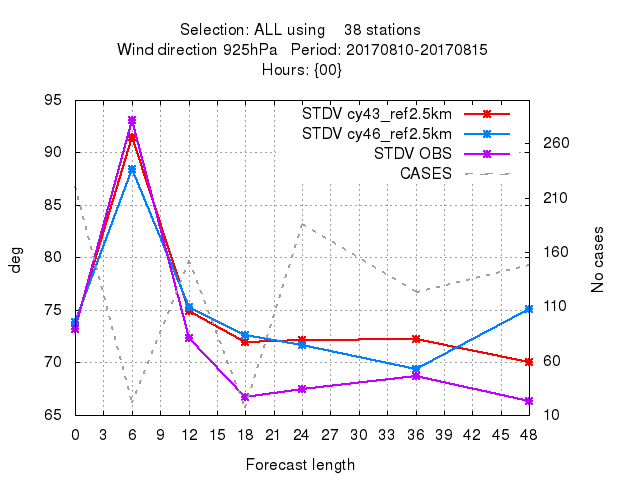 Selection: ALL using 38 stations
Wind direction 925hPa Period: 20170810-20170815
Hours: {00}
STDV cy43_ref2.5km
STDV cy46_ref2.5km
STDV OBS
CASES
deg
95
90
85
80
75
70
65
No cases
260
210
160
110
60
10
0 3 6 9 12 15 18 21 24 27 30 33 36 39 42 45 48
Forecast length